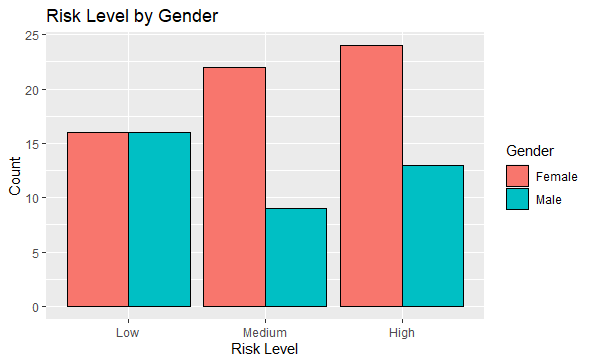 Risk Level by Gender
25
20
15
10
5
0
Count
Low Medium High
Risk Level
Gender
Female
Male